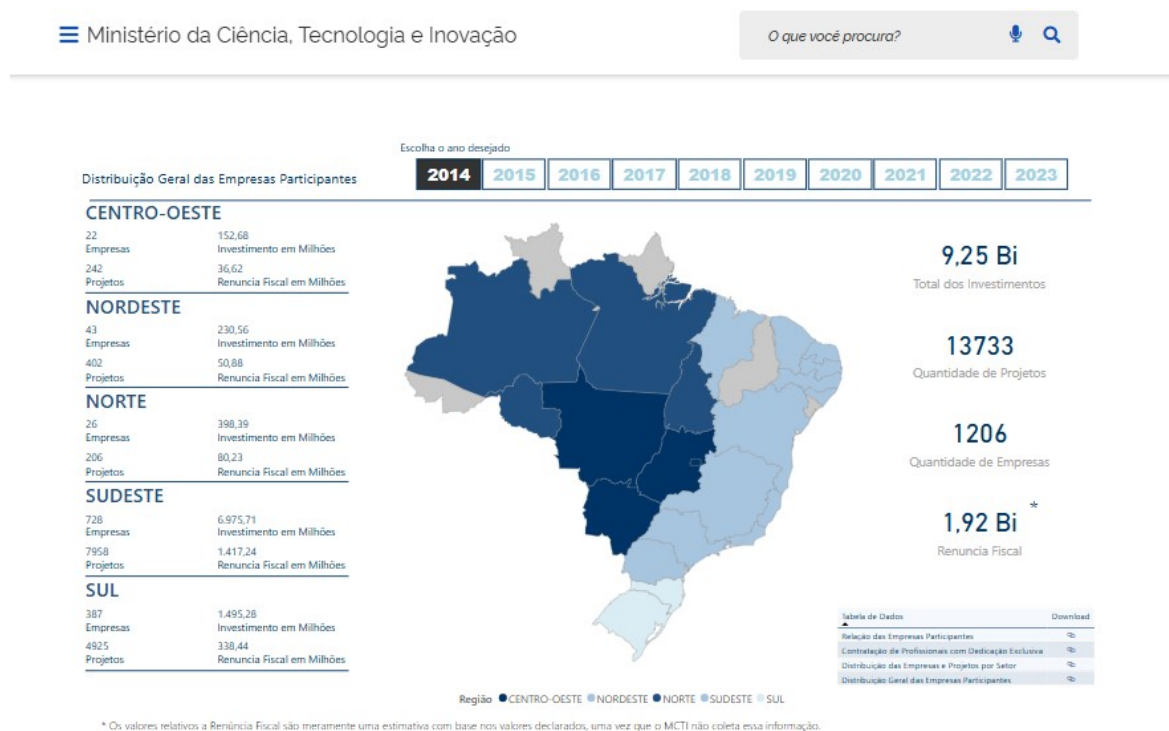 Ministério da Ciência, Tecnologia e Inovação
O que você procura?
Escolha o ano desejado
Distribuição Geral das Empresas Participantes
2014 2015 2016 2017 2018 2019 2020 2021 2022 2023
CENTRO-OESTE
22 152,68
Empresas Investimento em Milhões
242 36,62
Projetos Renuncia Fiscal em Milhões
NORDESTE
43 230,56
Empresas Investimento em Milhões
402 50,88
Projetos Renuncia Fiscal em Milhões
NORTE
26 398,39
Empresas Investimento em Milhões
206 80,23
Projetos Renuncia Fiscal em Milhões
SUDESTE
728 6.975,71
Empresas Investimento em Milhões
7958 1.417,24
Projetos Renuncia Fiscal em Milhões
SUL
387 1.495,28
Empresas Investimento em Milhões
4925 338,44
Projetos Renuncia Fiscal em Milhões
9,25 Bi
Total dos Investimentos
13733
Quantidade de Projetos
1206
Quantidade de Empresas
1,92 Bi *
Renuncia Fiscal
Tabela de Dados Download
Relação das Empresas Participantes
Contratação de Profissionais com Dedicação Exclusiva
Distribuição das Empresas e Projetos por Setor
Distribuição Geral das Empresas Participantes
Região CENTRO-OESTE NORDESTE NORTE SUDESTE SUL
* Os valores relativos a Renúncia Fiscal são meramente uma estimativa com base nos valores declarados, uma vez que o MCTI não coleta essa informação.